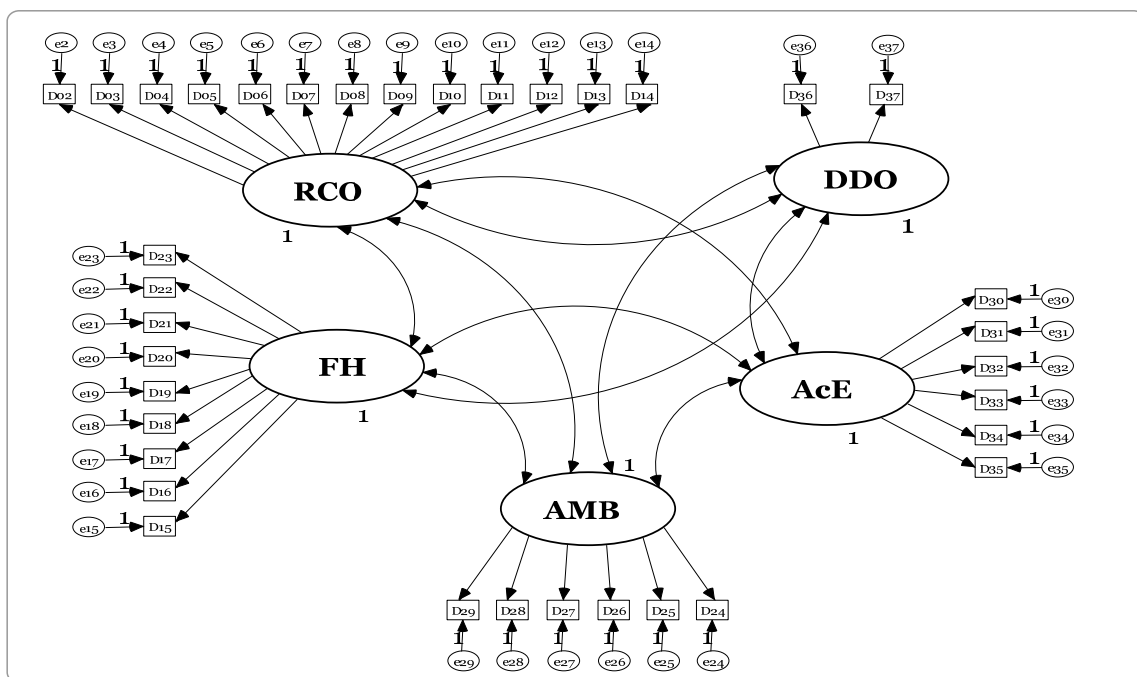 e2 e3 e4 e5 e6 e7 e8 e9 e10 e11 e12 e13 e14
1 1 1 1 1 1 1 1 1 1 1 1 1
D02 D03 D04 D05 D06 D07 D08 D09 D10 D11 D12 D13 D14
e36 e37
1 1
D36 D37
RCO
1
DDO
1
e23 1 D23
e22 1 D22
e21 1 D21
e20 1 D20
e19 1 D19
e18 1 D18
e17 1 D17
e16 1 D16
e15 1 D15
FH
1
AcE
1
D30 1 e30
D31 1 e31
D32 1 e32
D33 1 e33
D34 1 e34
D35 1 e35
1
AMB
D29 D28 D27 D26 D25 D24
1 1 1 1 1 1
e29 e28 e27 e26 e25 e24